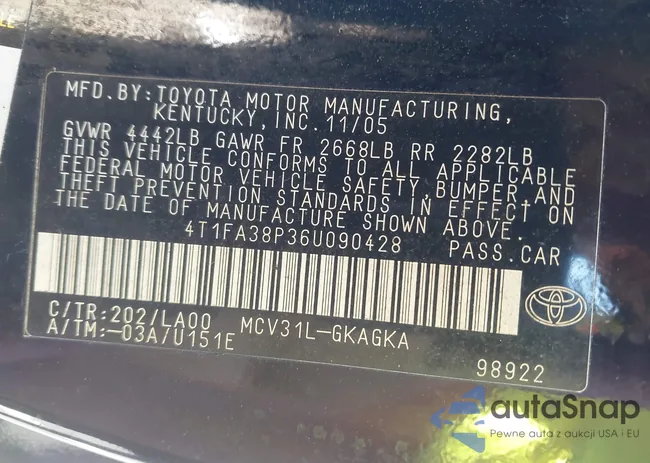 MFD.BY:TOYOTA MOTOR MANUFACTURING,
KENTUCKY,INC.11/05
GVWR 4442LB GAWR FR 2668LB RR 2282LB
THIS VEHICLE CONFORMS TO ALL APPLICABLE
FEDERAL MOTOR VEHICLE SAFETY,BUMPER,AND
THEFT PREVENTION STANDARDS IN EFFECT ON
THE DATE OF MANUFACTURE SHOWN ABOVE.
4T1FA38P36U090428 PASS.CAR
C/TR:202/LA00 MCV31L-GKAGKA
A/TM:-03A/U151E
98922
autoSnap
Pewne auta z aukcji USA i EU